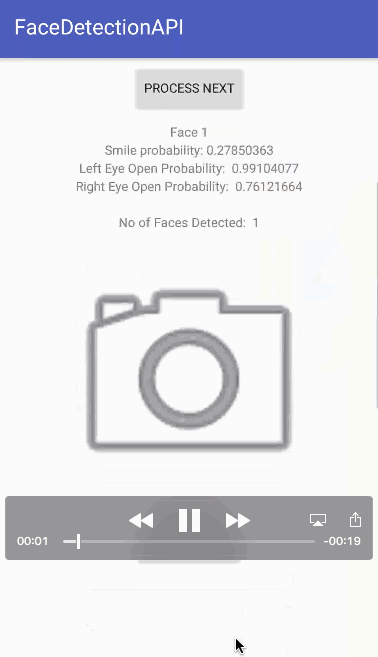 FaceDetectionAPI
PROCESS NEXT
Face 1
Smile probability: 0.27850363
Left Eye Open Probability:  0.99104077
Right Eye Open Probability:  0.76121664
No of Faces Detected:  1
00:01
-00:19